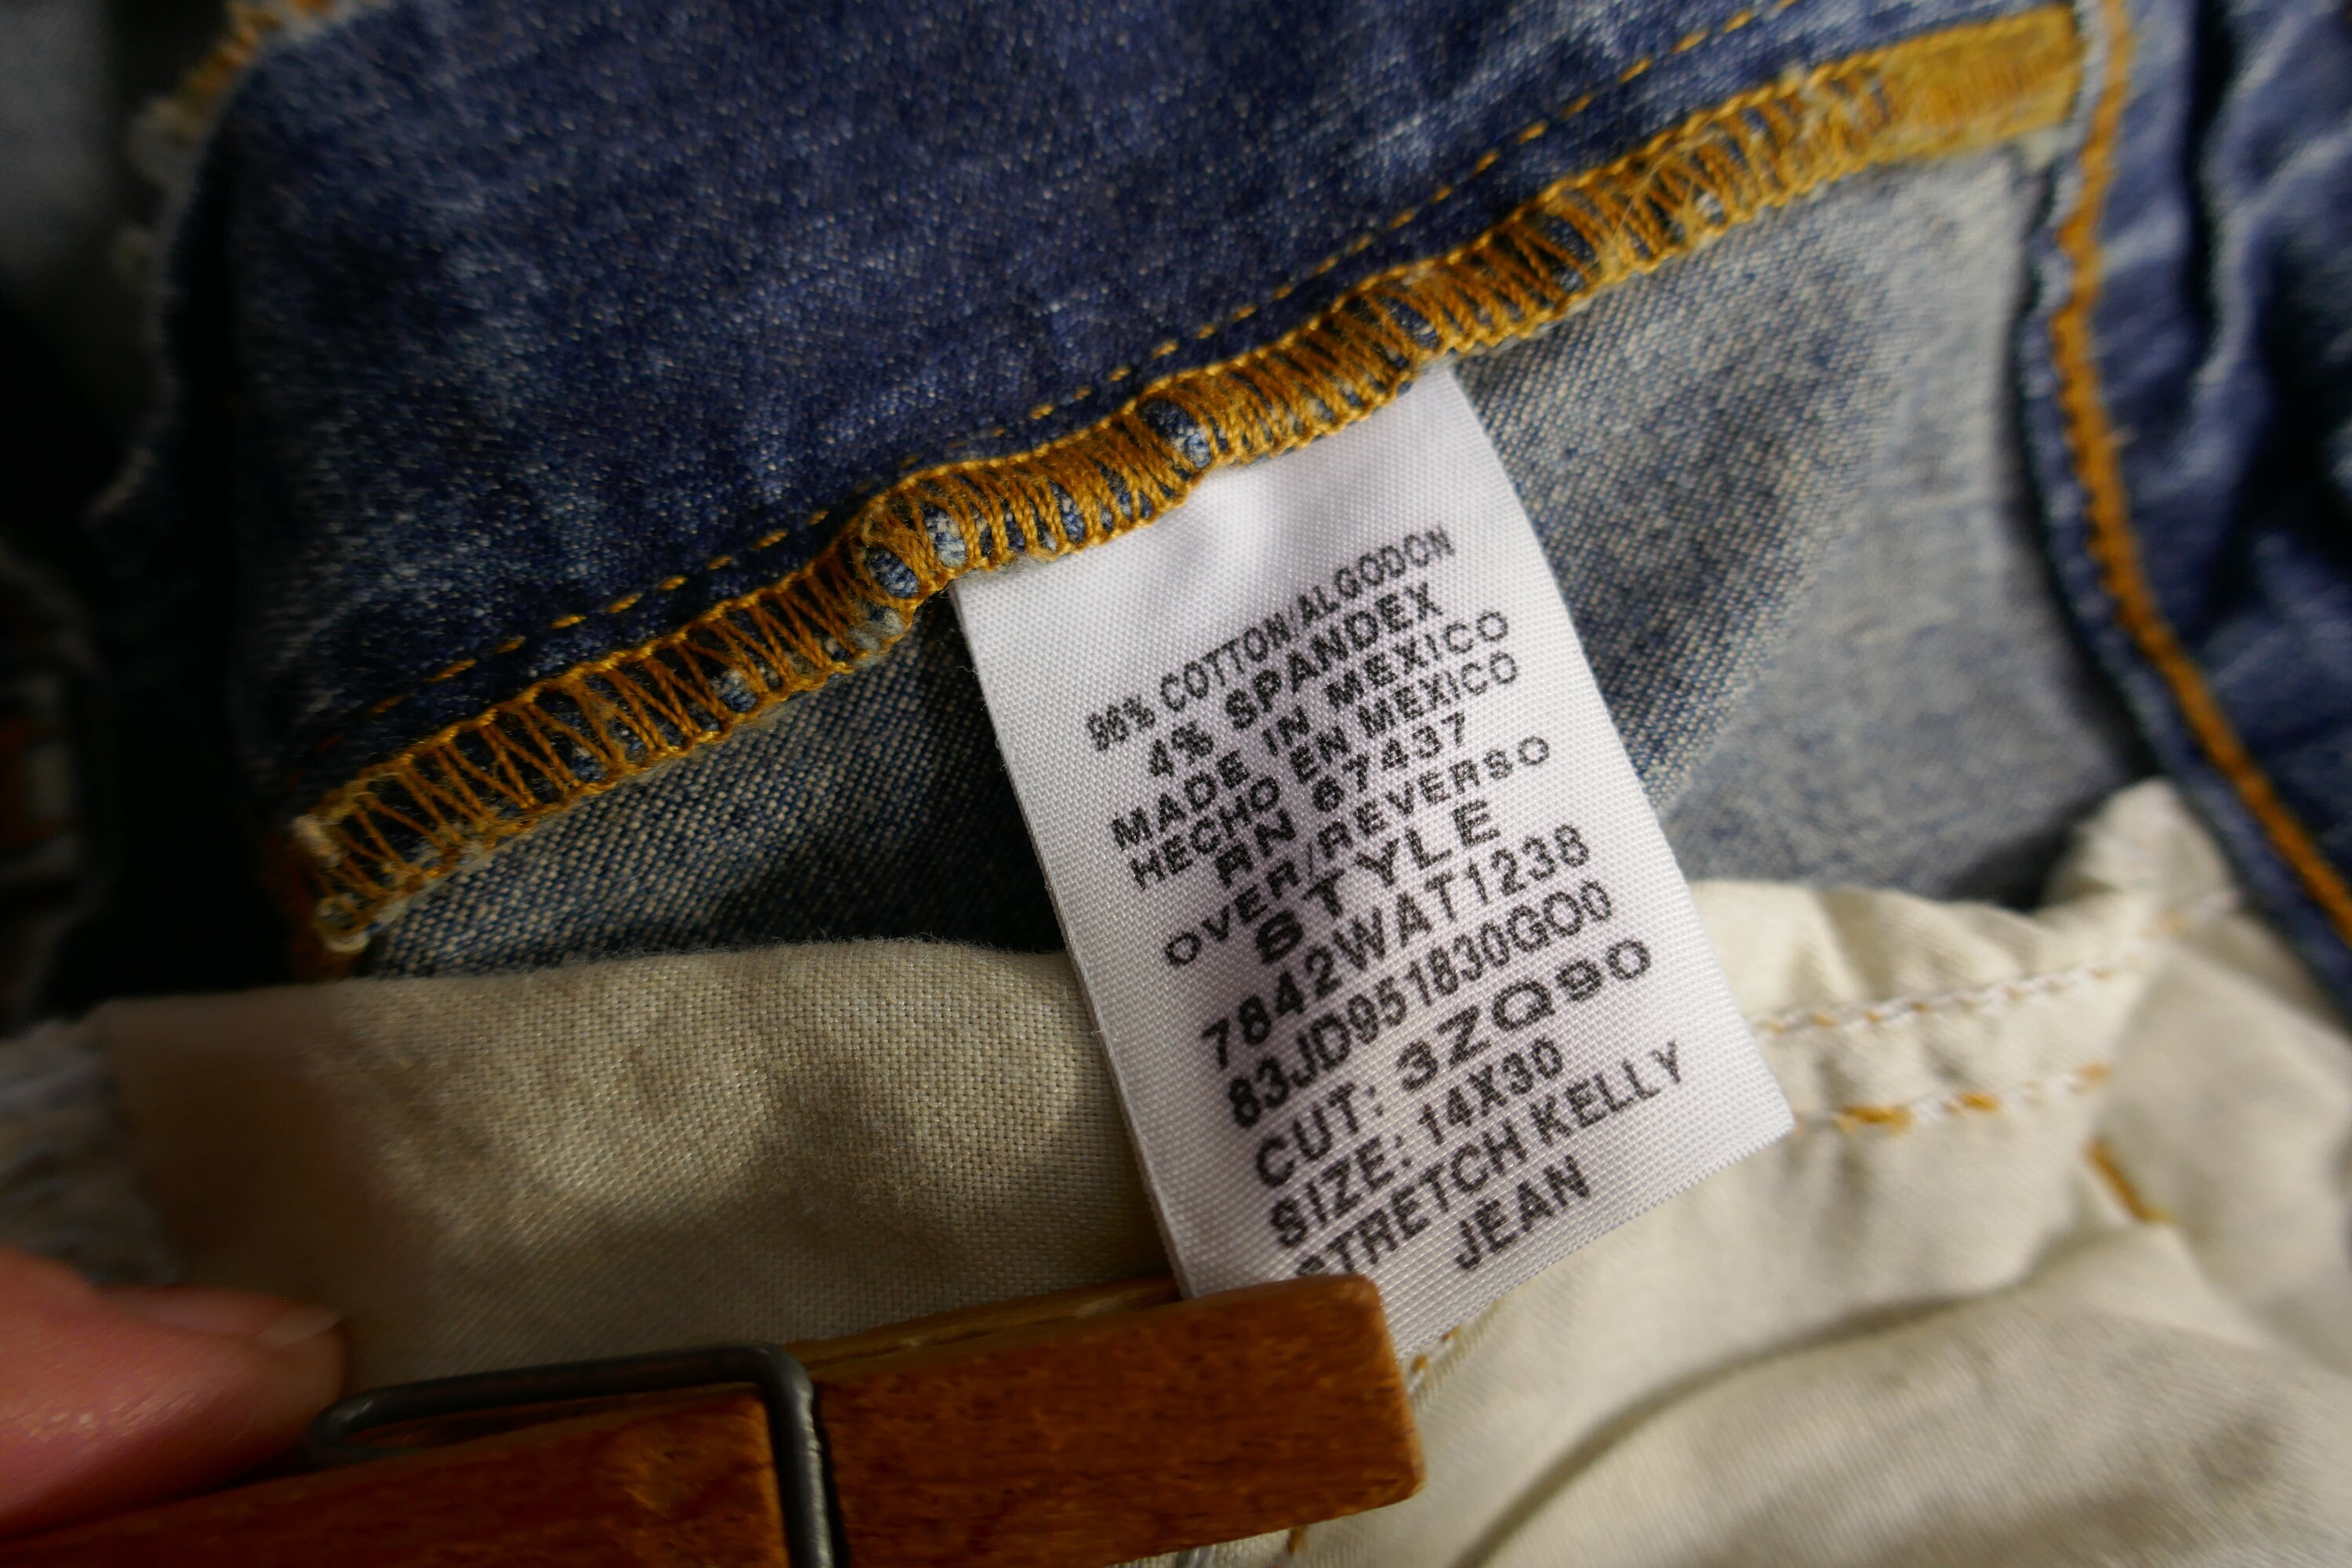 96% COTTON/ALGODON
4% SPANDEX
MADE IN MEXICO
HECHO EN MEXICO
RN 67437
OVER/REVERSO
STYLE
7842WAT1238
83JD951830GO0
CUT: 3ZQ90
SIZE: 14X30
STRETCH KELLY
JEAN